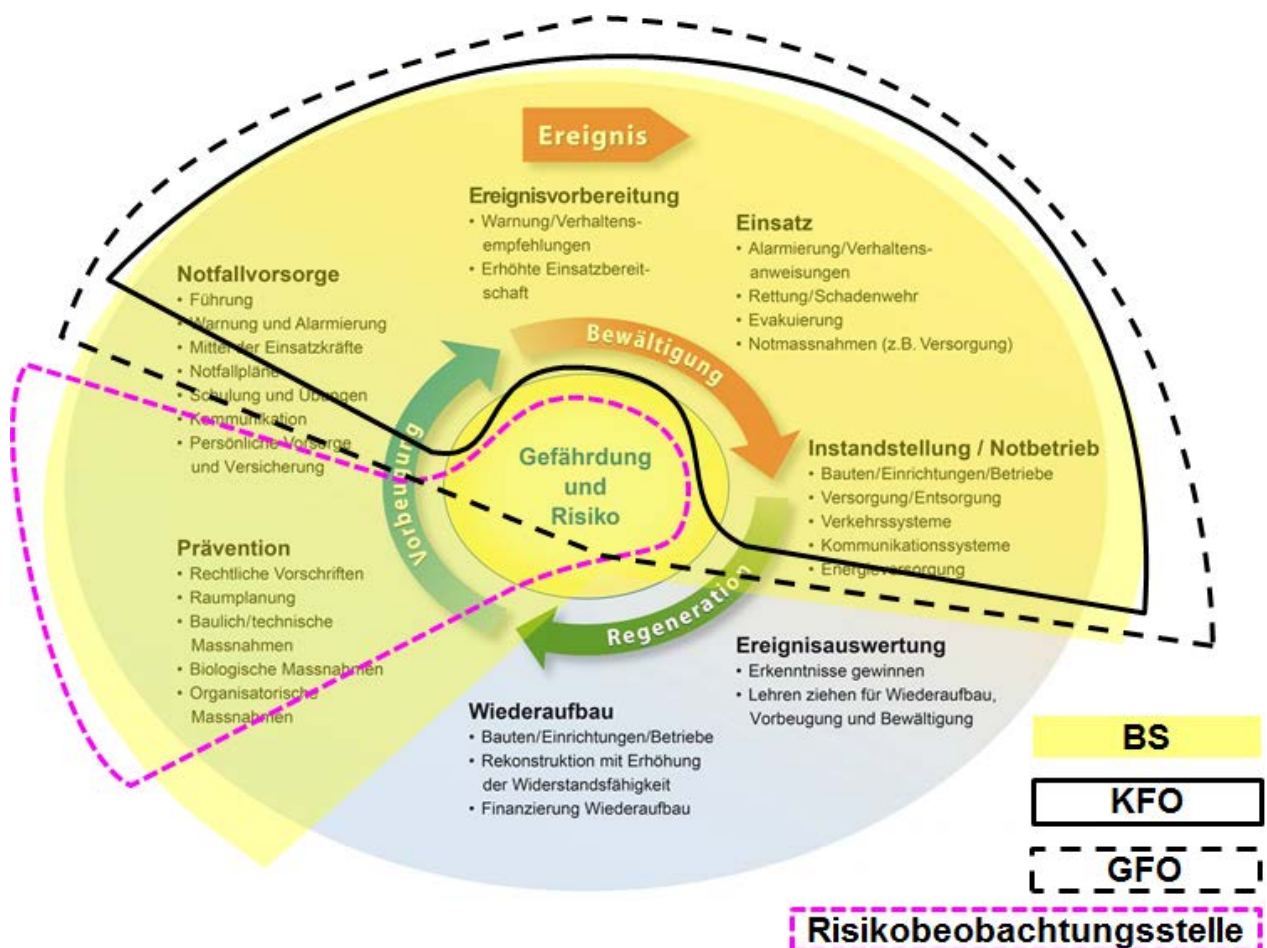 Ereignis
Ereignisvorbereitung
• Warnung/Verhaltens-
empfehlungen
• Erhöhte Einsatzbereit-
schaft
Einsatz
• Alarmierung/Verhaltens-
anweisungen
• Rettung/Schadenwehr
• Evakuierung
• Notmassnahmen (z.B. Versorgung)
Notfallvorsorge
• Führung
• Warnung und Alarmierung
• Mittel der Einsatzkräfte
• Notfallpläne
• Schulung und Übungen
• Kommunikation
• Persönliche Vorsorge
und Versicherung
Bewältigung
Vorbeugung
Gefährdung
und
Risiko
Regeneration
Instandstellung / Notbetrieb
• Bauten/Einrichtungen/Betriebe
• Versorgung/Entsorgung
• Verkehrssysteme
• Kommunikationssysteme
• Energieversorgung
Prävention
• Rechtliche Vorschriften
• Raumplanung
• Baulich/technische
Massnahmen
• Biologische Massnahmen
• Organisatorische
Massnahmen
Ereignisauswertung
• Erkenntnisse gewinnen
• Lehren ziehen für Wiederaufbau,
Vorbeugung und Bewältigung
Wiederaufbau
• Bauten/Einrichtungen/Betriebe
• Rekonstruktion mit Erhöhung
der Widerstandsfähigkeit
• Finanzierung Wiederaufbau
BS
KFO
GFO
Risikobeobachtungsstelle